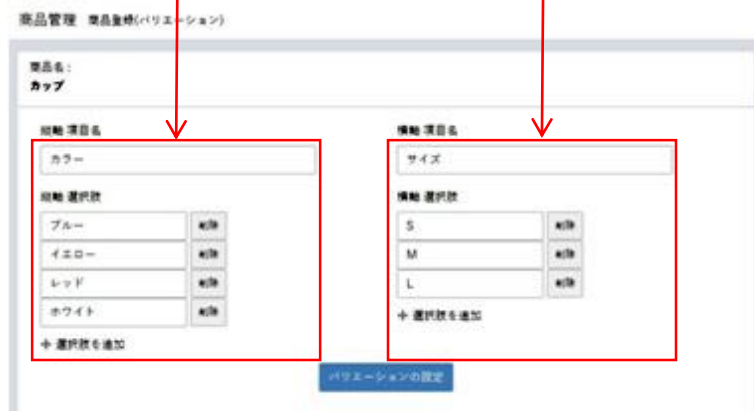 商品管理 商品登録(バリエーション)
商品名:
カップ
縦軸 項目名
カラー
縦軸 選択肢
ブルー 削除
イエロー 削除
レッド 削除
ホワイト 削除
＋ 選択肢を追加
横軸 項目名
サイズ
横軸 選択肢
S 削除
M 削除
L 削除
＋ 選択肢を追加
バリエーションの設定